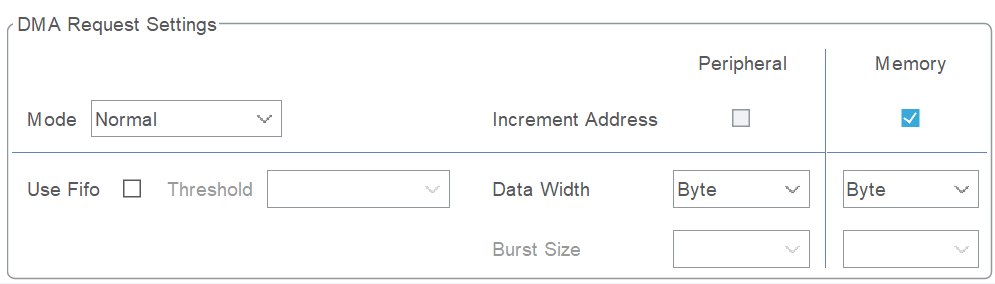 DMA Request Settings
Peripheral Memory
Mode Normal Increment Address
Use Fifo Threshold Data Width Byte Byte
Burst Size